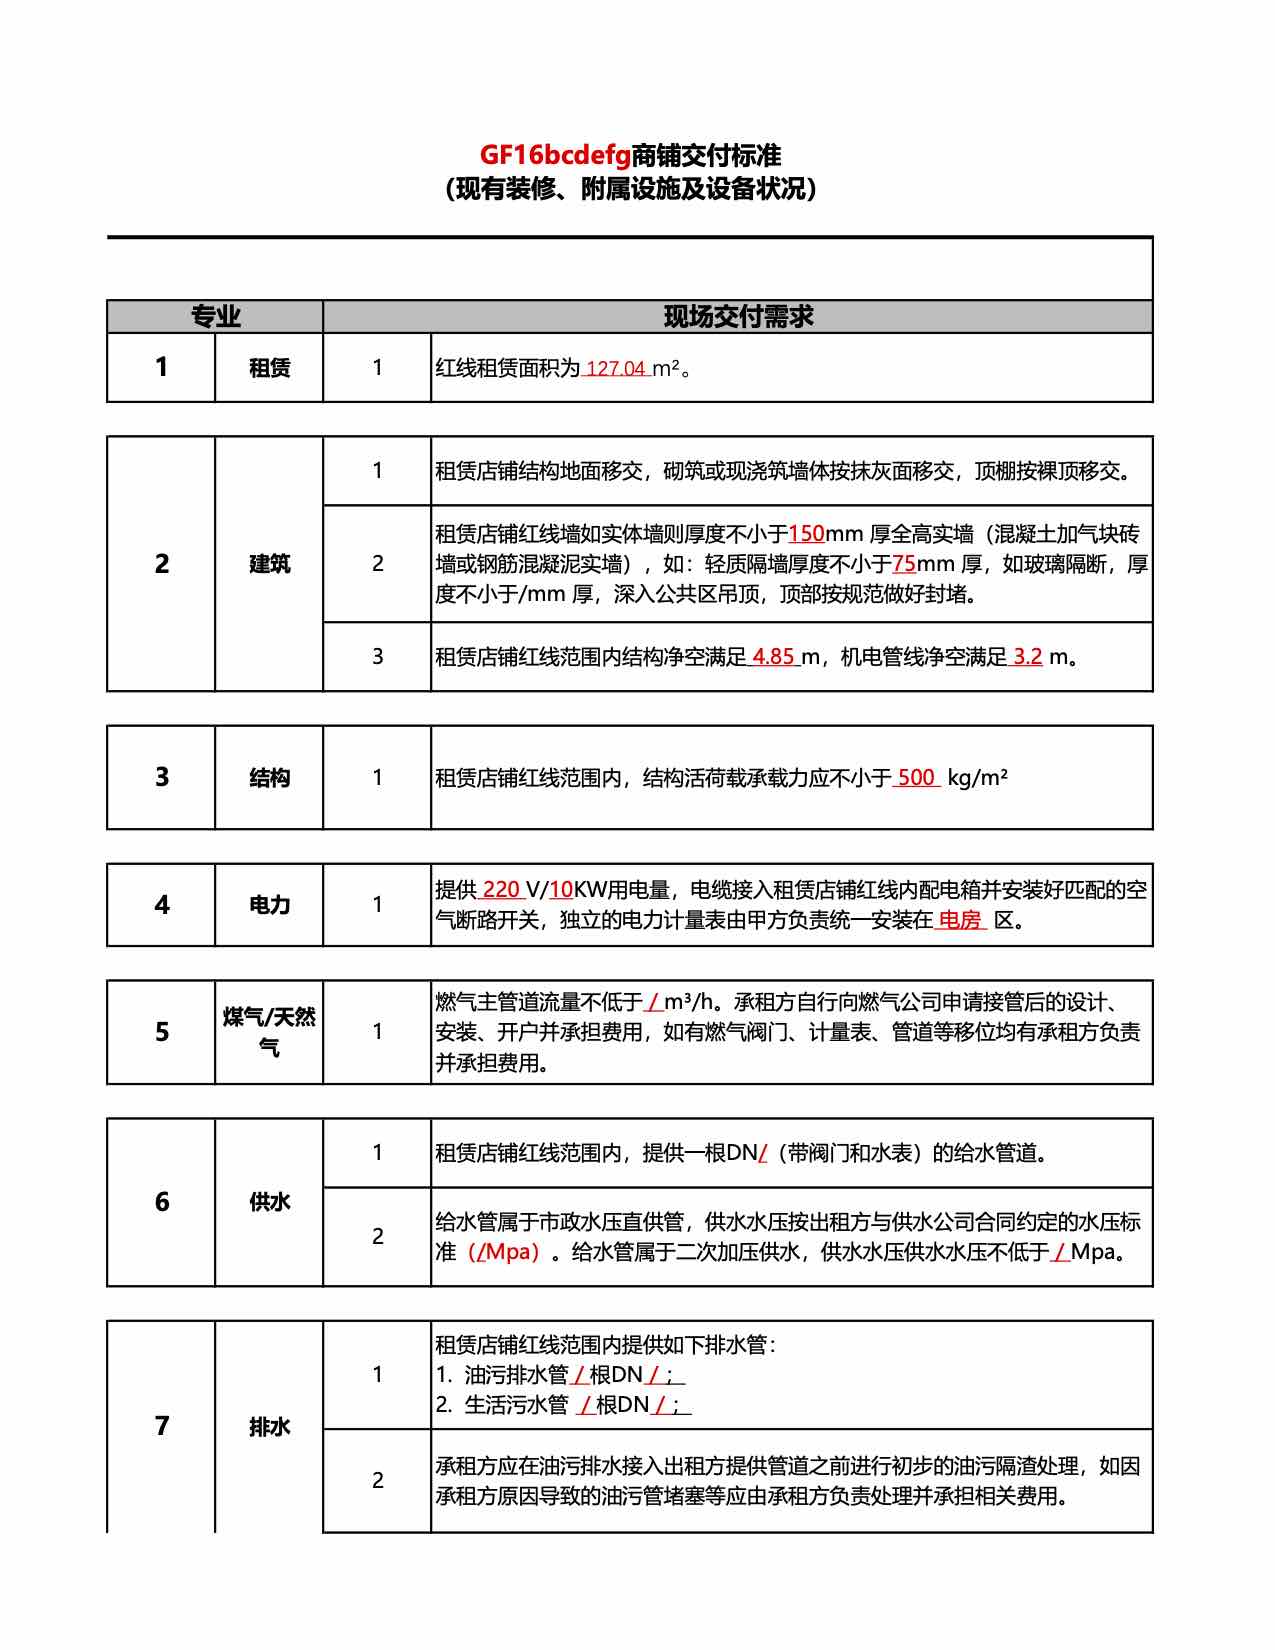 GF16bcdefg商铺交付标准
（现有装修、附属设施及设备状况）
专业
现场交付需求
1
租赁
1
红线租赁面积为 127.04 m²。
2
建筑
1
租赁店铺结构地面移交，砌筑或现浇筑墙体按抹灰面移交，顶棚按裸顶移交。
2
租赁店铺红线墙如实体墙则厚度不小于150mm 厚全高实墙（混凝土加气块砖
墙或钢筋混凝泥实墙），如：轻质隔墙厚度不小于75mm 厚，如玻璃隔断，厚
度不小于/mm 厚，深入公共区吊顶，顶部按规范做好封堵。
3
租赁店铺红线范围内结构净空满足 4.85 m，机电管线净空满足 3.2 m。
3
结构
1
租赁店铺红线范围内，结构活荷载承载力应不小于 500 kg/m²
4
电力
1
提供 220 V/10KW用电量，电缆接入租赁店铺红线内配电箱并安装好匹配的空
气断路开关，独立的电力计量表由甲方负责统一安装在 电房 区。
5
煤气/天然
气
1
燃气主管道流量不低于 / m³/h。承租方自行向燃气公司申请接管后的设计、
安装、开户并承担费用，如有燃气阀门、计量表、管道等移位均有承租方负责
并承担费用。
6
供水
1
租赁店铺红线范围内，提供一根DN/（带阀门和水表）的给水管道。
2
给水管属于市政水压直供管，供水水压按出租方与供水公司合同约定的水压标
准（/Mpa）。给水管属于二次加压供水，供水水压供水水压不低于 / Mpa。
7
排水
1
租赁店铺红线范围内提供如下排水管：
1. 油污排水管 / 根DN / ；
2. 生活污水管 / 根DN / ；
2
承租方应在油污排水接入出租方提供管道之前进行初步的油污隔渣处理，如因
承租方原因导致的油污管堵塞等应由承租方负责处理并承担相关费用。